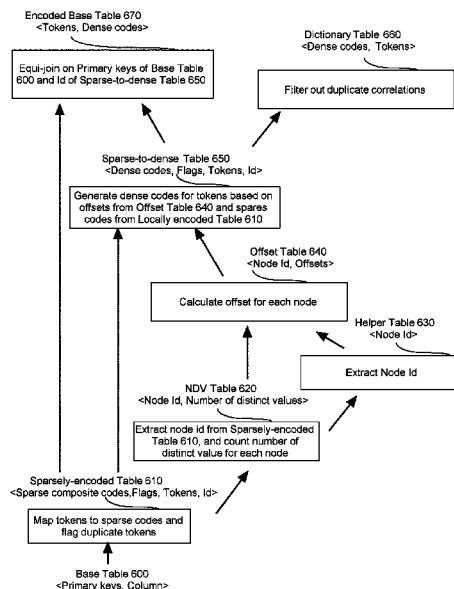 Encoded Base Table 670
<Tokens, Dense codes>
Equi-join on Primary keys of Base Table
600 and Id of Sparse-to-dense Table 650
Dictionary Table 660
<Dense codes, Tokens>
Filter out duplicate correlations
Sparse-to-dense Table 650
<Dense codes, Flags, Tokens, Id>
Generate dense codes for tokens based on
offsets from Offset Table 640 and spares
codes from Locally encoded Table 610
Offset Table 640
<Node Id, Offsets>
Calculate offset for each node
Helper Table 630
<Node Id>
Extract Node Id
NDV Table 620
<Node Id, Number of distinct values>
Extract node id from Sparsely-encoded
Table 610, and count number of
distinct value for each node
Sparsely-encoded Table 610
<Sparse composite codes,Flags, Tokens, Id>
Map tokens to sparse codes and
flag duplicate tokens
Base Table 600
<Primary keys, Column>